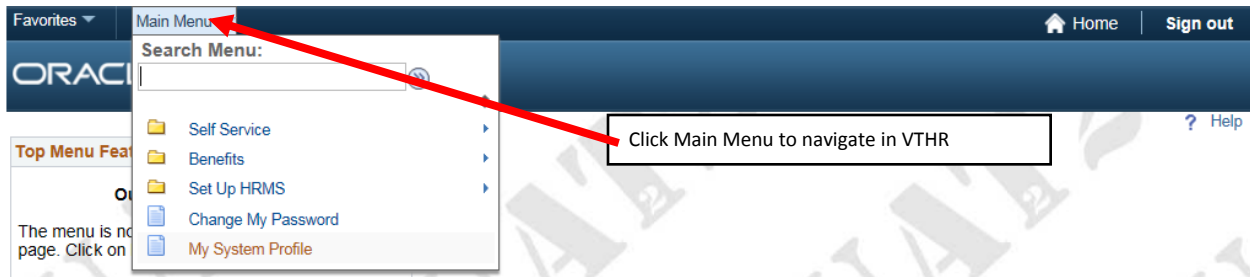 Favorites Main Menu Home Sign out
Search Menu:
ORACL
? Help
Self Service
Click Main Menu to navigate in VTHR
Top Menu Feat
Benefits
Set Up HRMS
Change My Password
The menu is no
page. Click on
My System Profile
UAT2